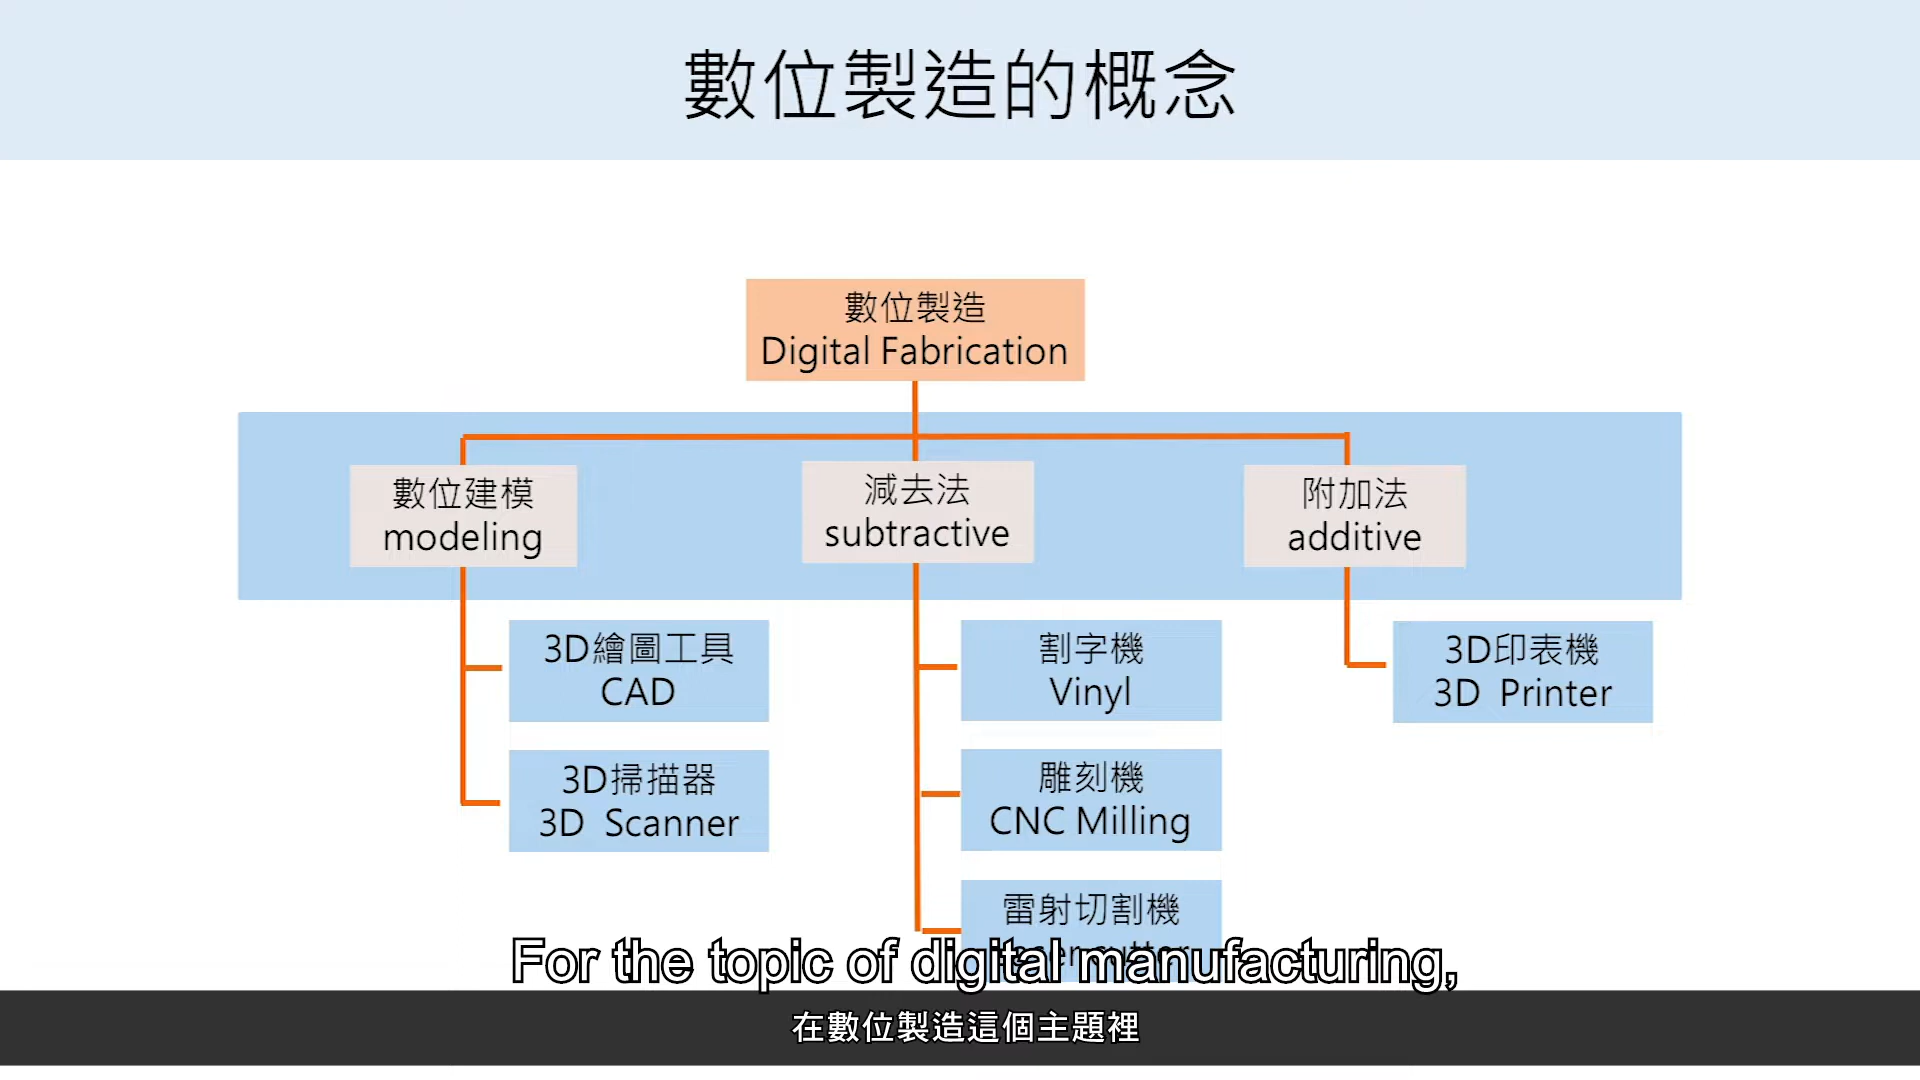 數位製造的概念
數位製造
Digital Fabrication
數位建模
modeling
減去法
subtractive
附加法
additive
3D繪圖工具
CAD
3D掃描器
3D Scanner
割字機
Vinyl
雕刻機
CNC Milling
雷射切割機
3D印表機
3D Printer
For the topic of digital manufacturing,
在數位製造這個主題裡